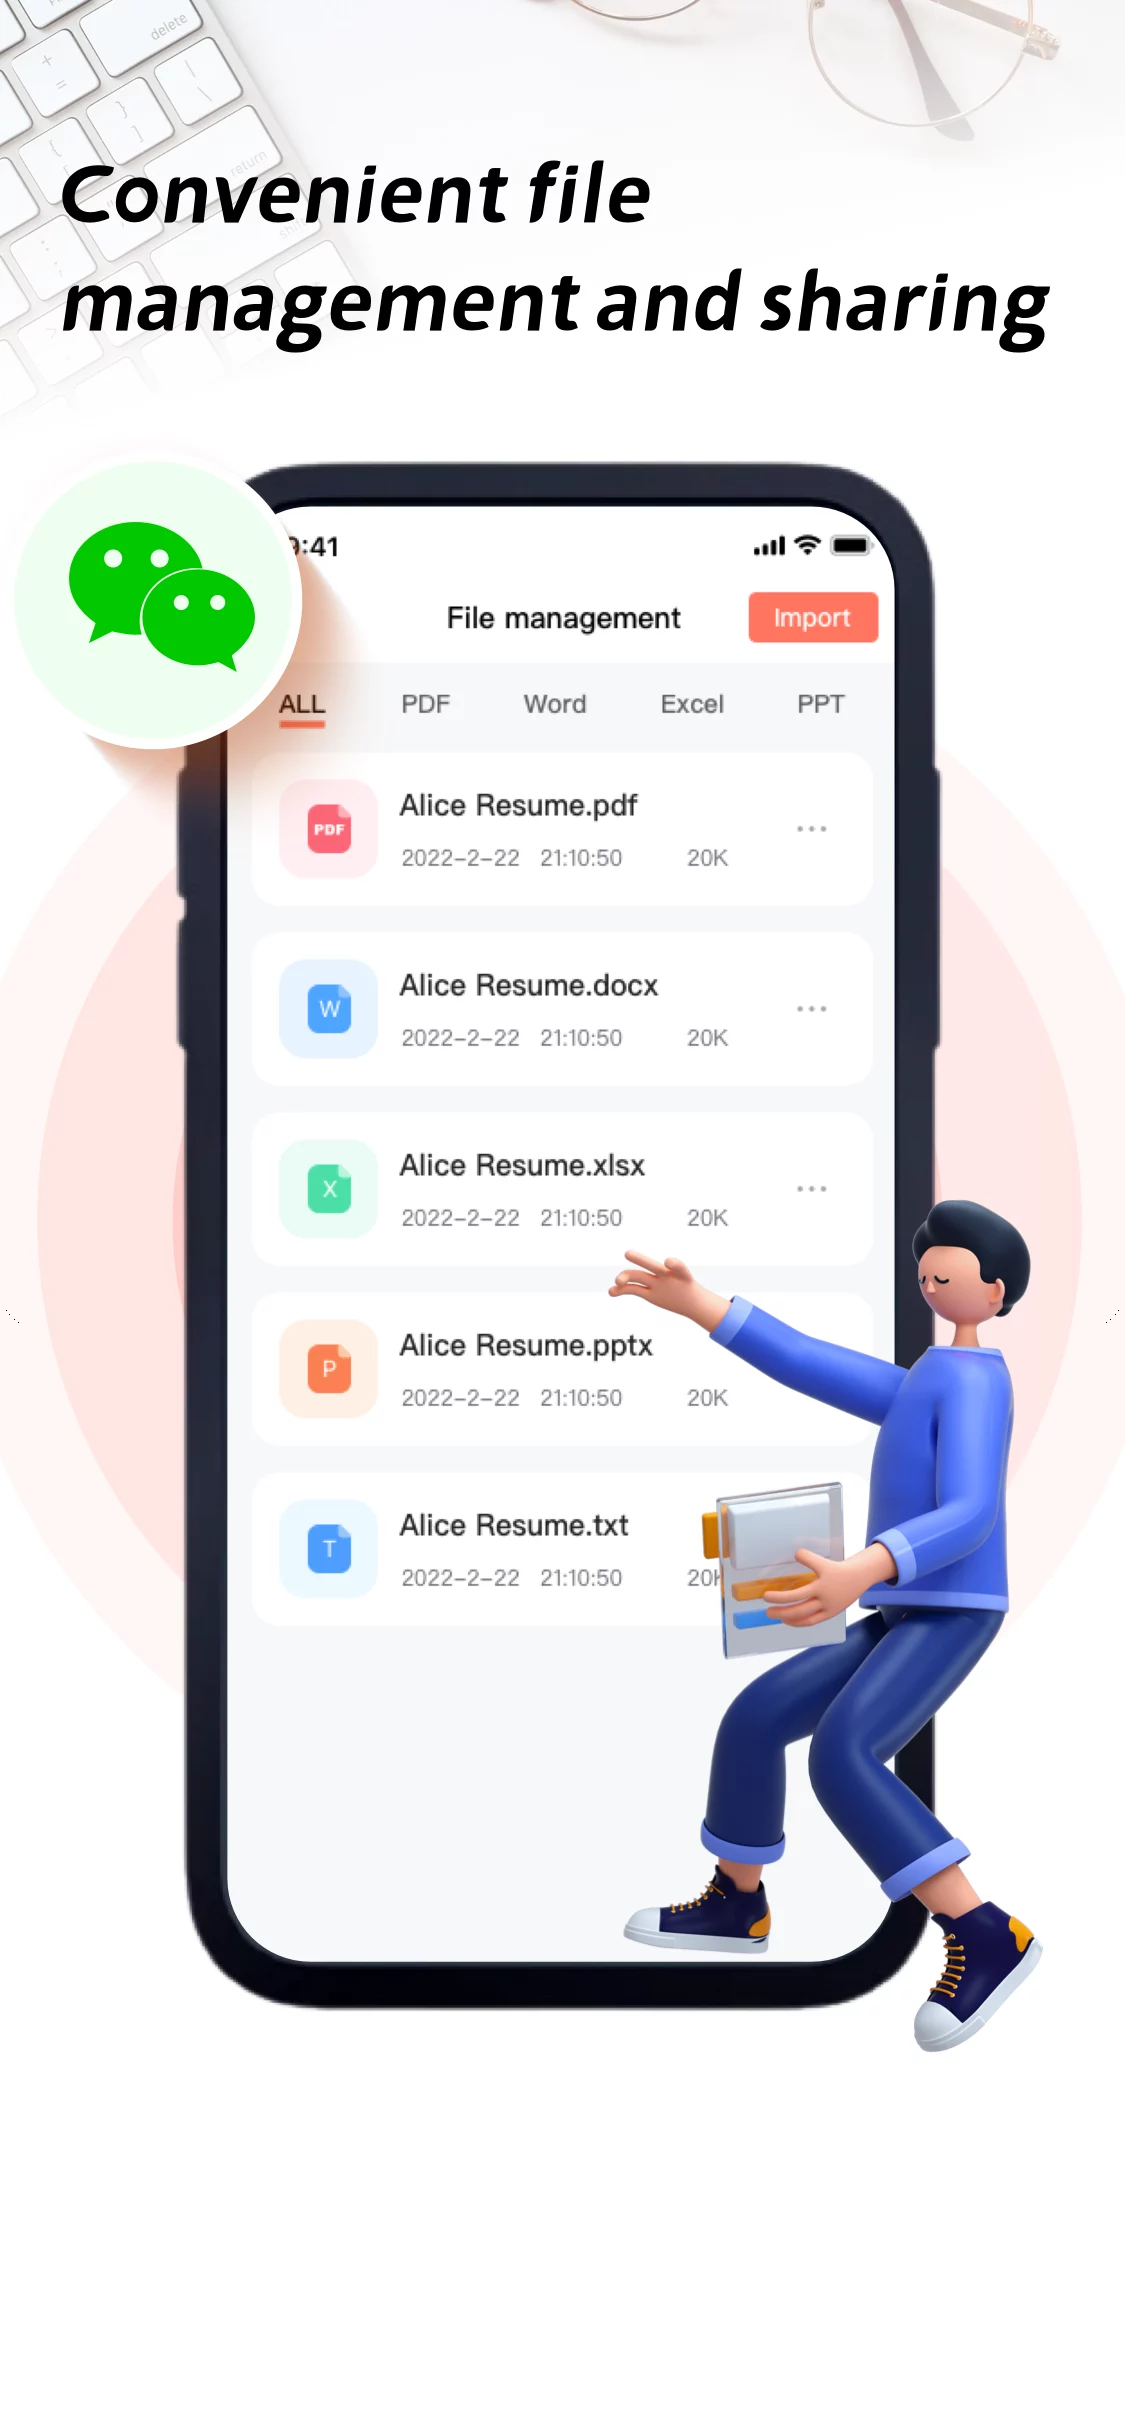 delete
return
shift
Convenient file
management and sharing
9:41
File management
Import
ALL PDF Word Excel PPT
PDF
Alice Resume.pdf
2022-2-22 21:10:50 20K
W
Alice Resume.docx
2022-2-22 21:10:50 20K
X
Alice Resume.xlsx
2022-2-22 21:10:50 20K
P
Alice Resume.pptx
2022-2-22 21:10:50 20K
T
Alice Resume.txt
2022-2-22 21:10:50 20K